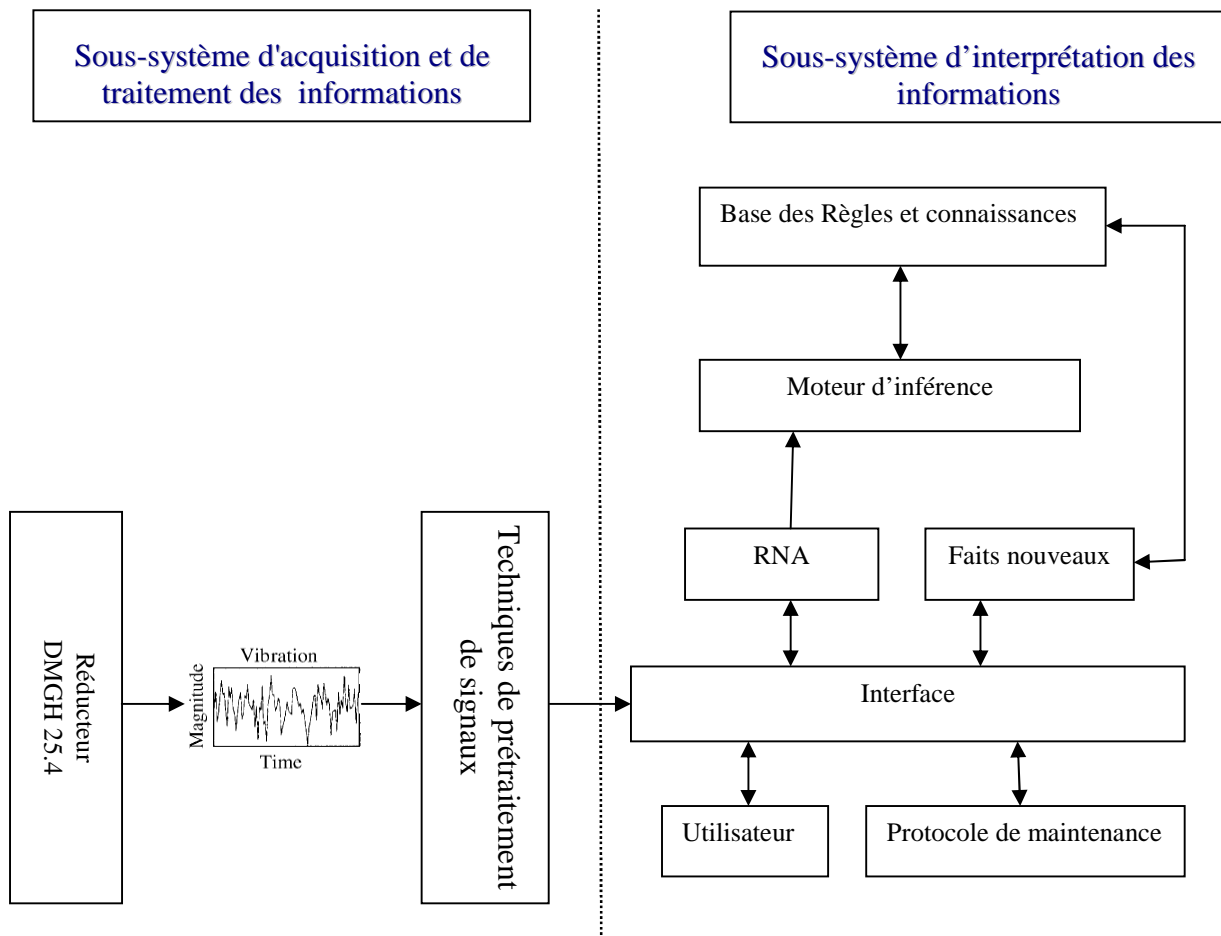 Sous-système d'acquisition et de
traitement des informations
Sous-système d’interprétation des
informations
Base des Règles et connaissances
Moteur d’inférence
RNA
Faits nouveaux
Réducteur
DMGH 25.4
Vibration
Magnitude
Time
Techniques de prétraitement
de signaux
Interface
Utilisateur
Protocole de maintenance